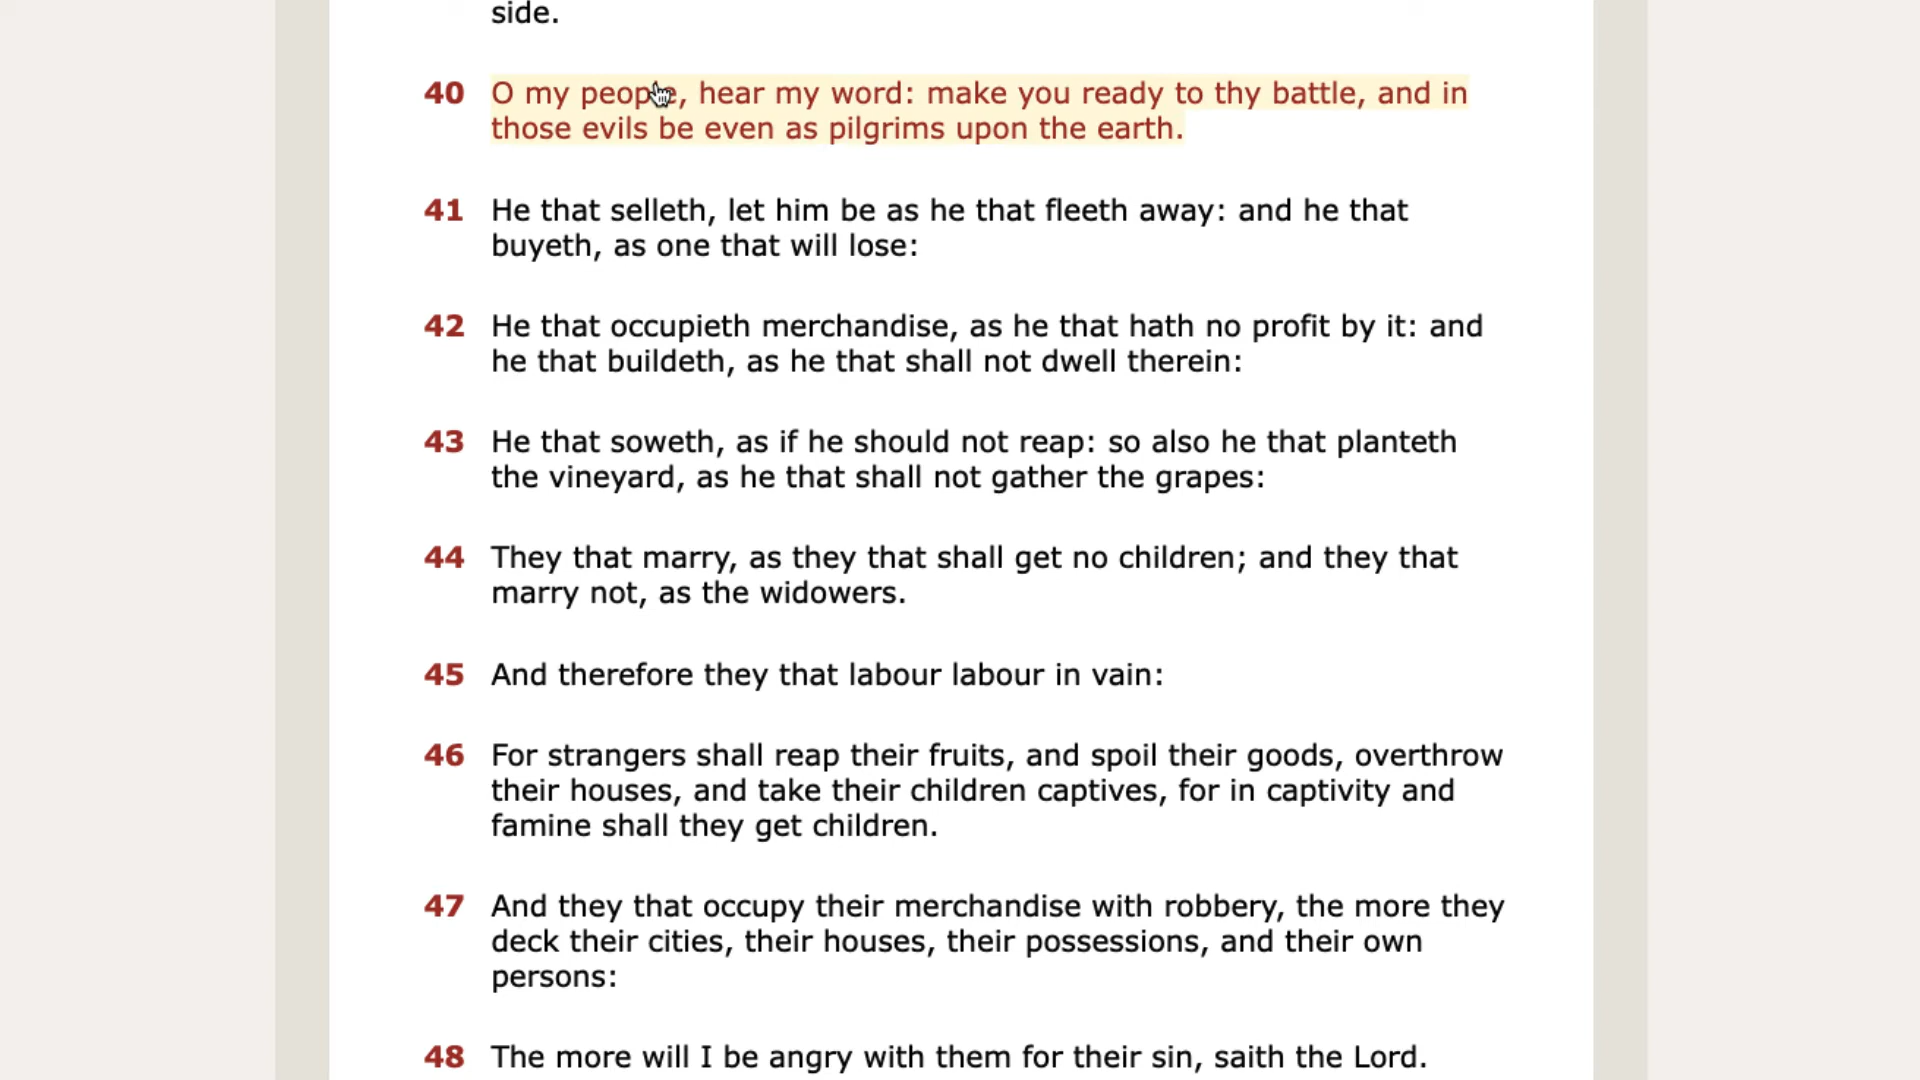 side.
40 O my people, hear my word: make you ready to thy battle, and in
those evils be even as pilgrims upon the earth.
41 He that selleth, let him be as he that fleeth away: and he that
buyeth, as one that will lose:
42 He that occupieth merchandise, as he that hath no profit by it: and
he that buildeth, as he that shall not dwell therein:
43 He that soweth, as if he should not reap: so also he that planteth
the vineyard, as he that shall not gather the grapes:
44 They that marry, as they that shall get no children; and they that
marry not, as the widowers.
45 And therefore they that labour labour in vain:
46 For strangers shall reap their fruits, and spoil their goods, overthrow
their houses, and take their children captives, for in captivity and
famine shall they get children.
47 And they that occupy their merchandise with robbery, the more they
deck their cities, their houses, their possessions, and their own
persons:
48 The more will I be angry with them for their sin, saith the Lord.